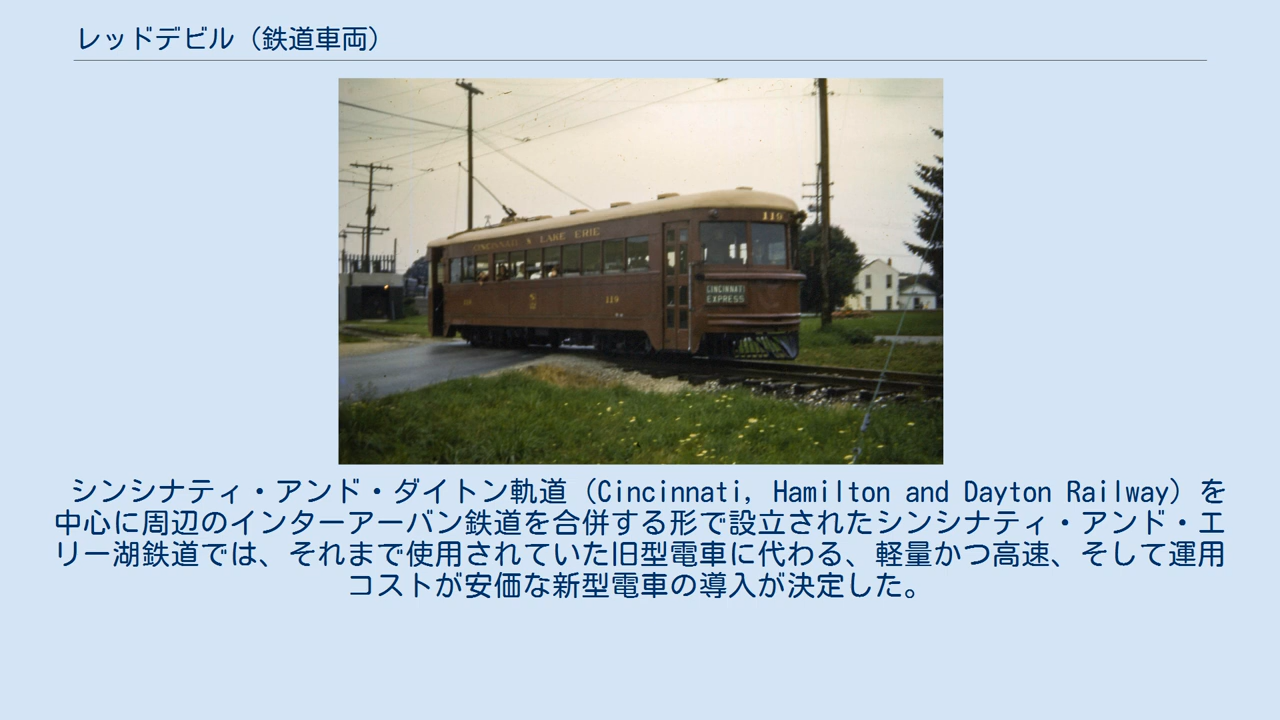 レッドデビル（鉄道車両）
CINCINNATI & LAKE ERIE
119
CINCINNATI
EXPRESS
119
シンシナティ・アンド・ダイトン軌道（Cincinnati, Hamilton and Dayton Railway）を
中心に周辺のインターアーバン鉄道を合併する形で設立されたシンシナティ・アンド・エ
リー湖鉄道では、それまで使用されていた旧型電車に代わる、軽量かつ高速、そして運用
コストが安価な新型電車の導入が決定した。